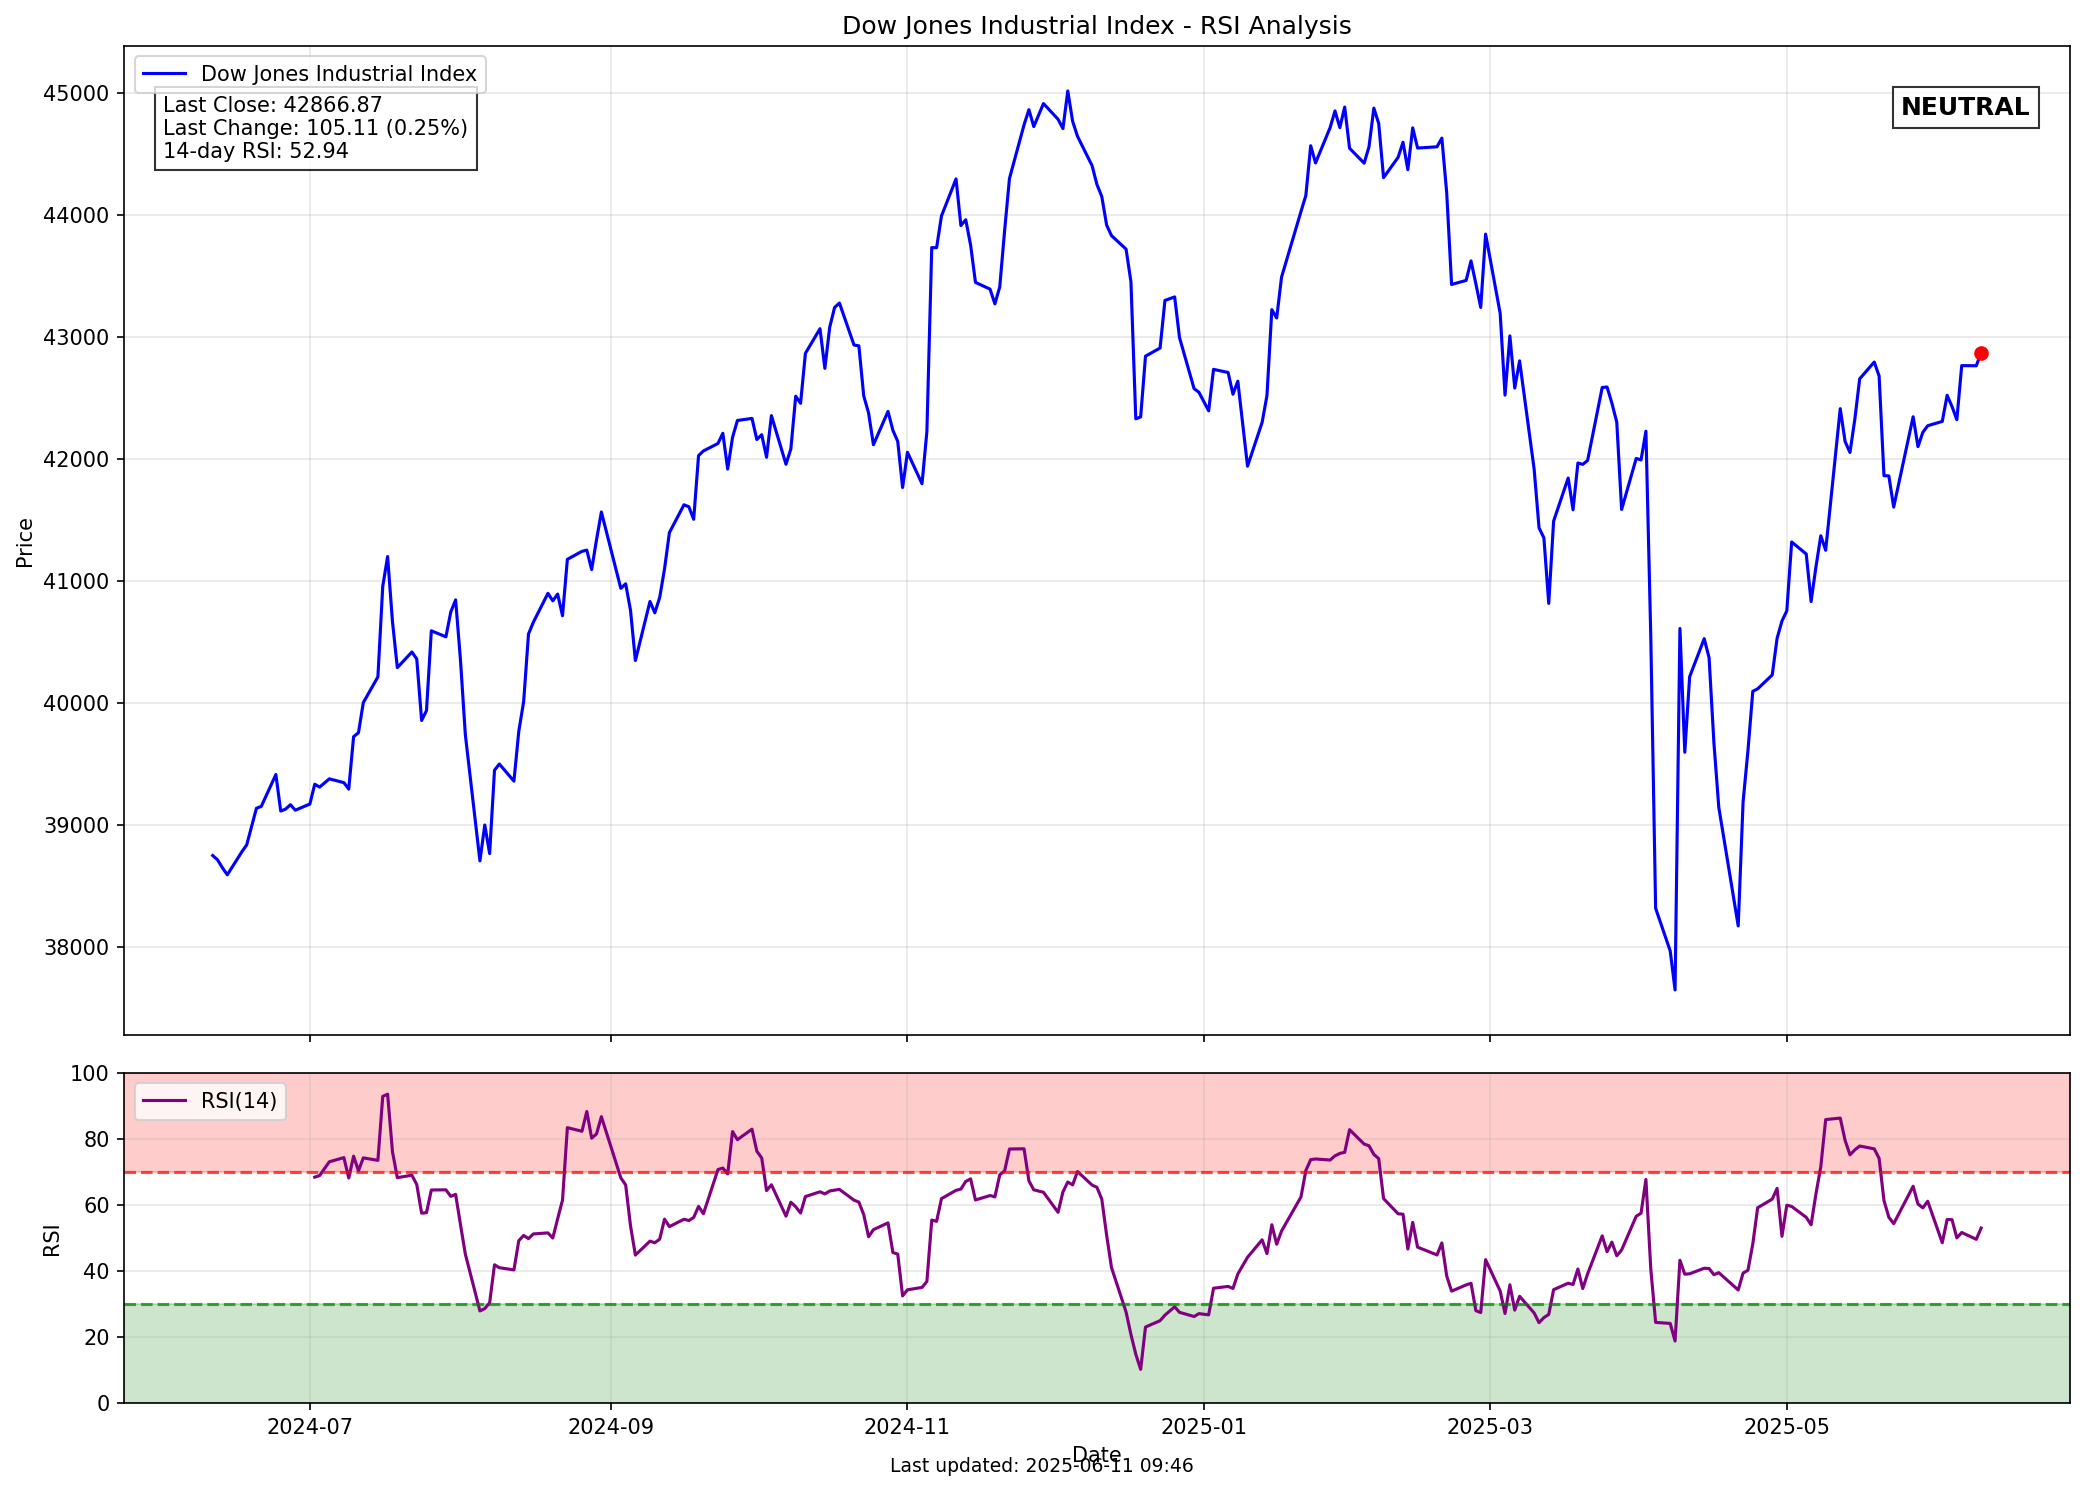 Dow Jones Industrial Index - RSI Analysis
Dow Jones Industrial Index
Last Close: 42866.87
Last Change: 105.11 (0.25%)
14-day RSI: 52.94
NEUTRAL
Price
45000
44000
43000
42000
41000
40000
39000
38000
RSI(14)
RSI
100
80
60
40
20
0
2024-07
2024-09
2024-11
2025-01
2025-03
2025-05
Date
Last updated: 2025-06-11 09:46